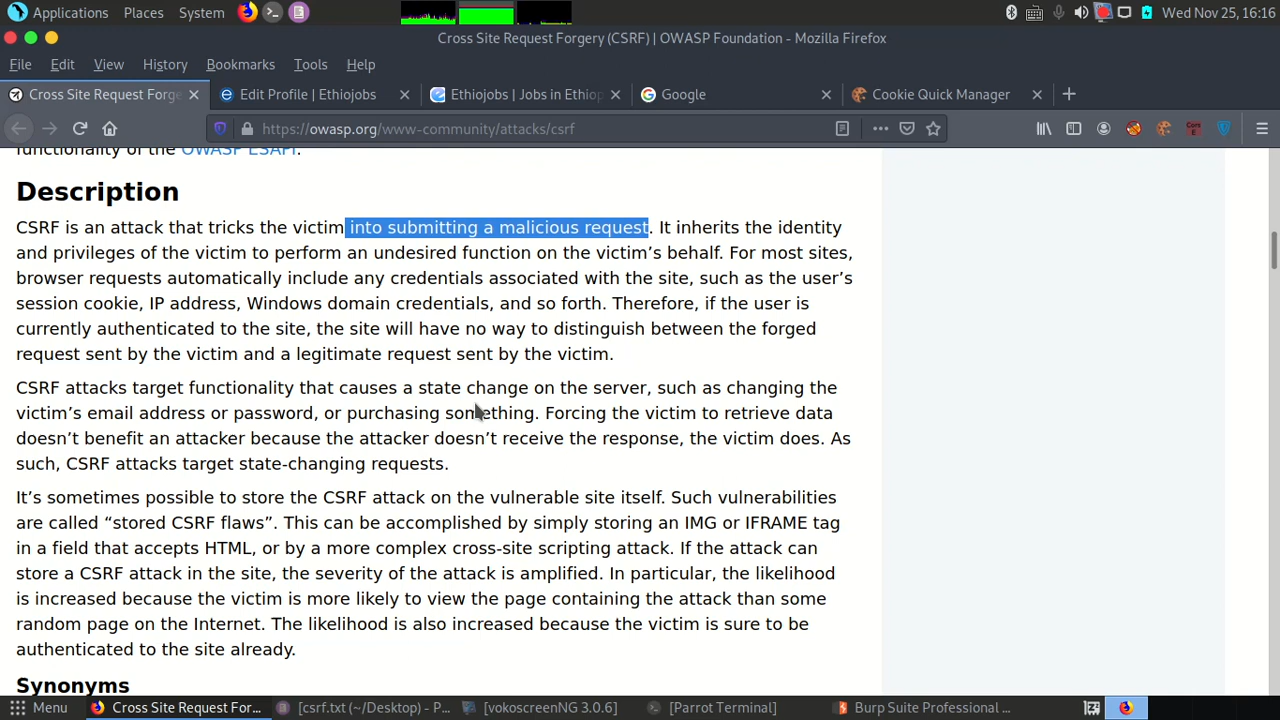 Applications Places System Wed Nov 25, 16:16
Cross Site Request Forgery (CSRF) | OWASP Foundation - Mozilla Firefox
File Edit View History Bookmarks Tools Help
Cross Site Request Forge Edit Profile | Ethiojobs Ethiojobs | Jobs in Ethiop Google Cookie Quick Manager
https://owasp.org/www-community/attacks/csrf
functionality of the OWASP ESAPI.
Description
CSRF is an attack that tricks the victim into submitting a malicious request. It inherits the identity
and privileges of the victim to perform an undesired function on the victim’s behalf. For most sites,
browser requests automatically include any credentials associated with the site, such as the user’s
session cookie, IP address, Windows domain credentials, and so forth. Therefore, if the user is
currently authenticated to the site, the site will have no way to distinguish between the forged
request sent by the victim and a legitimate request sent by the victim.
CSRF attacks target functionality that causes a state change on the server, such as changing the
victim’s email address or password, or purchasing something. Forcing the victim to retrieve data
doesn’t benefit an attacker because the attacker doesn’t receive the response, the victim does. As
such, CSRF attacks target state-changing requests.
It’s sometimes possible to store the CSRF attack on the vulnerable site itself. Such vulnerabilities
are called “stored CSRF flaws”. This can be accomplished by simply storing an IMG or IFRAME tag
in a field that accepts HTML, or by a more complex cross-site scripting attack. If the attack can
store a CSRF attack in the site, the severity of the attack is amplified. In particular, the likelihood
is increased because the victim is more likely to view the page containing the attack than some
random page on the Internet. The likelihood is also increased because the victim is sure to be
authenticated to the site already.
Synonyms
Menu Cross Site Request For... [csrf.txt (~/Desktop) - P... [vokoscreenNG 3.0.6] [Parrot Terminal] Burp Suite Professional ...